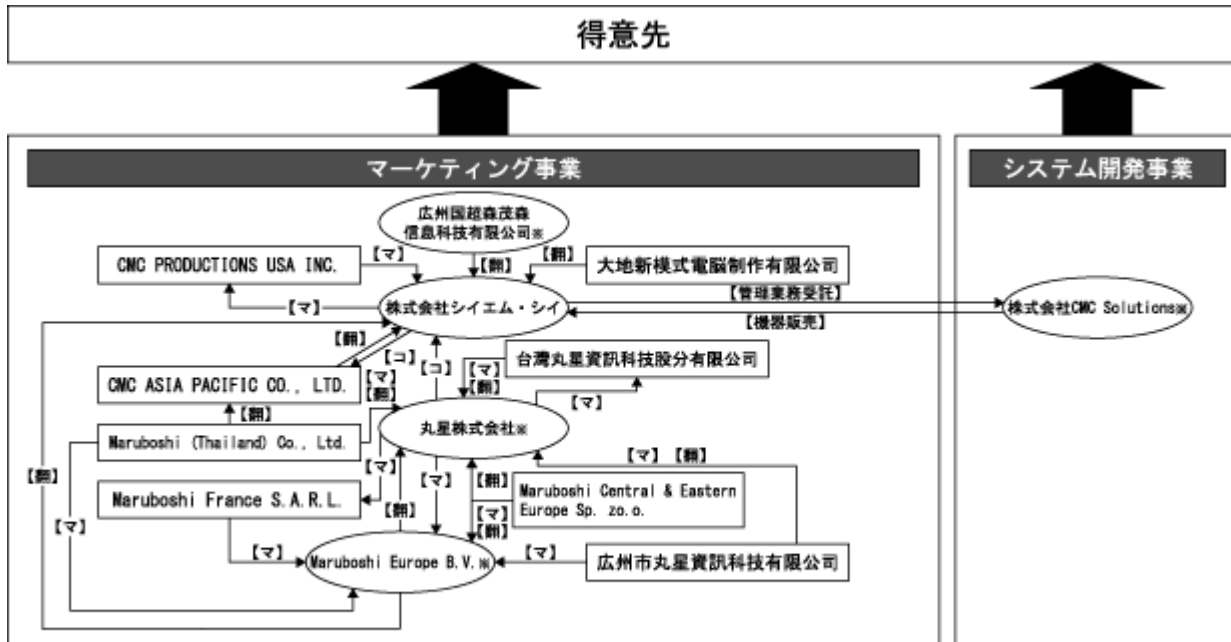 得意先
マーケティング事業
システム開発事業
広州国超森茂森
信息科技有限公司※
【マ】
【翻】
【翻】
CMC PRODUCTIONS USA INC.
大地新模式電脳制作有限公司
【マ】
株式会社シイエム・シイ
【管理業務受託】
【機器販売】
株式会社CMC Solutions※
【翻】
【コ】
【コ】
台湾丸星資訊科技股分有限公司
【マ】
【翻】
【マ】
【翻】
CMC ASIA PACIFIC CO., LTD.
【マ】
【翻】
丸星株式会社※
Maruboshi (Thailand) Co., Ltd.
【マ】【翻】
【翻】
【マ】
【マ】
【翻】
Maruboshi Central & Eastern
Europe Sp. zo.o.
Maruboshi France S.A.R.L.
【マ】
【翻】
【マ】
【翻】
【マ】
Maruboshi Europe B.V.※
【マ】
広州市丸星資訊科技有限公司